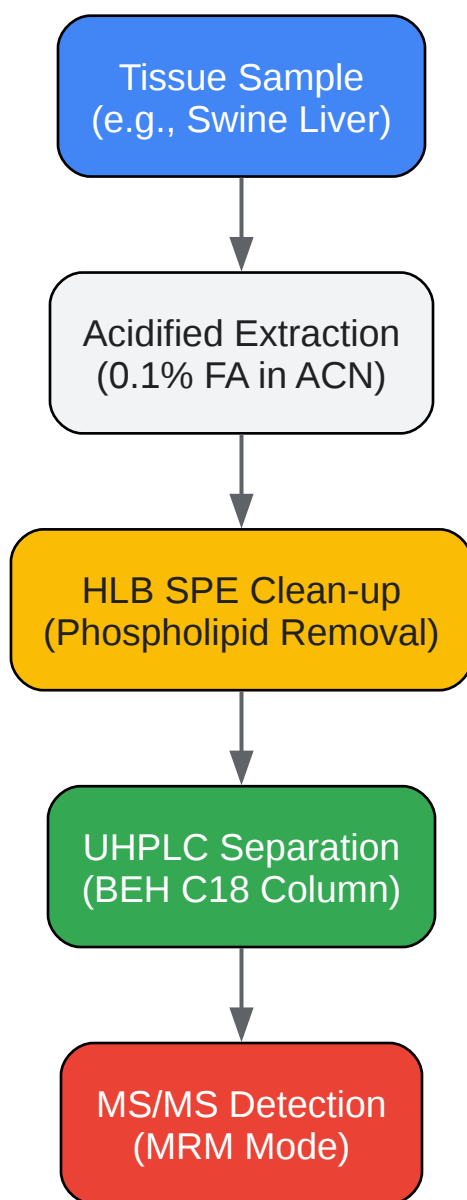 Tissue Sample
(e.g., Swine Liver)
Acidified Extraction
(0.1% FA in ACN)
HLB SPE Clean-up
(Phospholipid Removal)
UHPLC Separation
(BEH C18 Column)
MS/MS Detection
(MRM Mode)